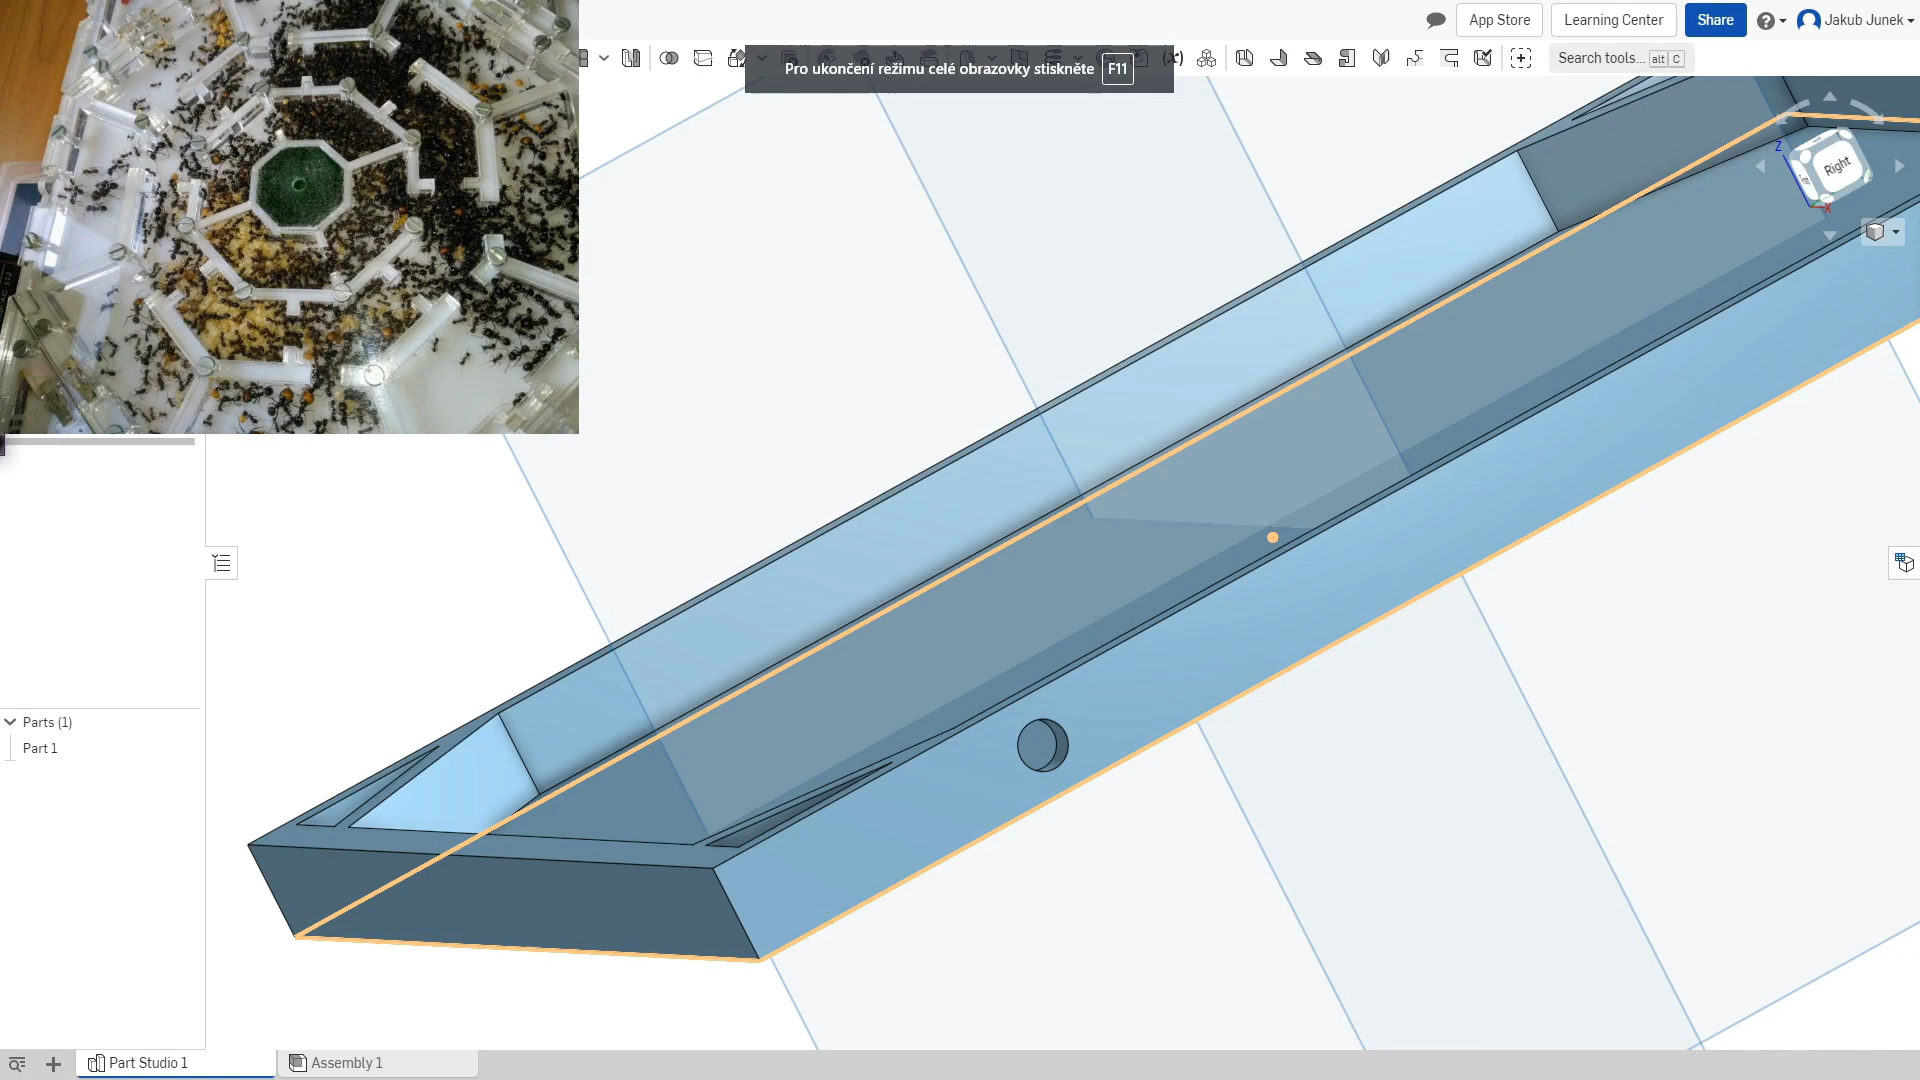 App Store
Learning Center
Share
Jakub Junek
Pro ukončení režimu celé obrazovky stiskněte F11
Search tools... alt C
Z
Right
X
Parts (1)
Part 1
Part Studio 1
Assembly 1